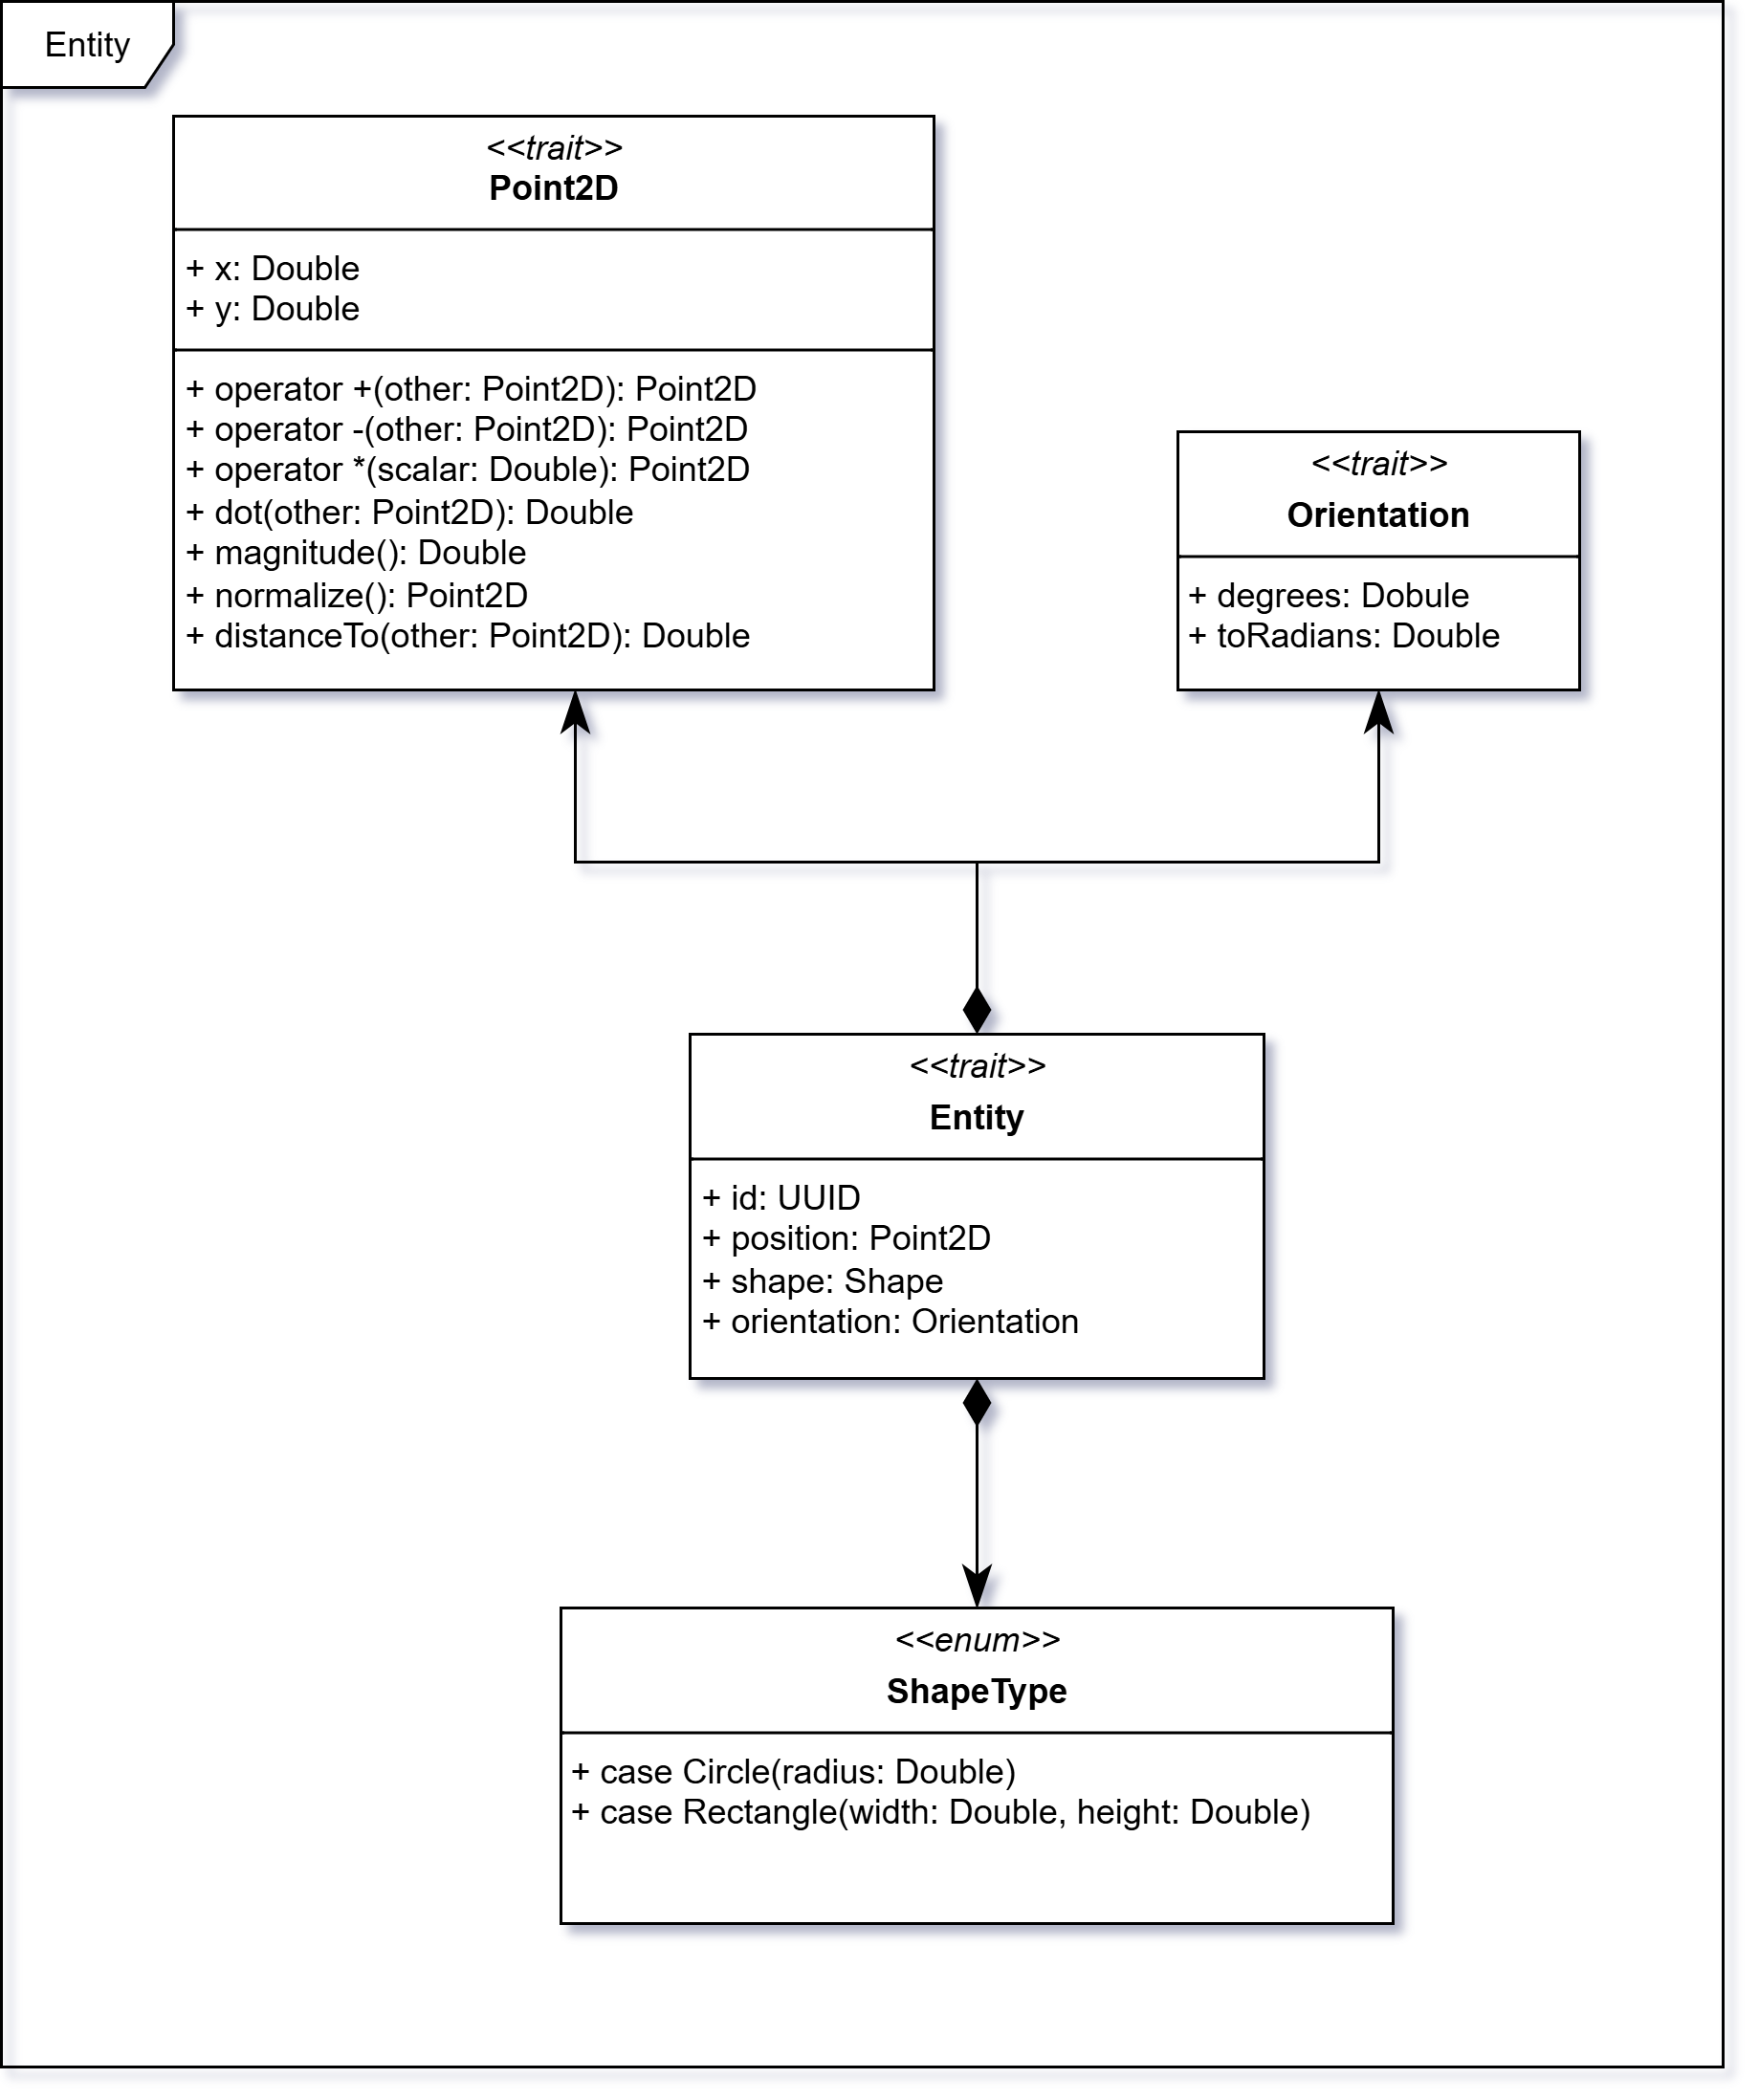 Entity
<<trait>>
Point2D
+ x: Double
+ y: Double
+ operator +(other: Point2D): Point2D
+ operator -(other: Point2D): Point2D
+ operator *(scalar: Double): Point2D
+ dot(other: Point2D): Double
+ magnitude(): Double
+ normalize(): Point2D
+ distanceTo(other: Point2D): Double
<<trait>>
Orientation
+ degrees: Dobule
+ toRadians: Double
<<trait>>
Entity
+ id: UUID
+ position: Point2D
+ shape: Shape
+ orientation: Orientation
<<enum>>
ShapeType
+ case Circle(radius: Double)
+ case Rectangle(width: Double, height: Double)